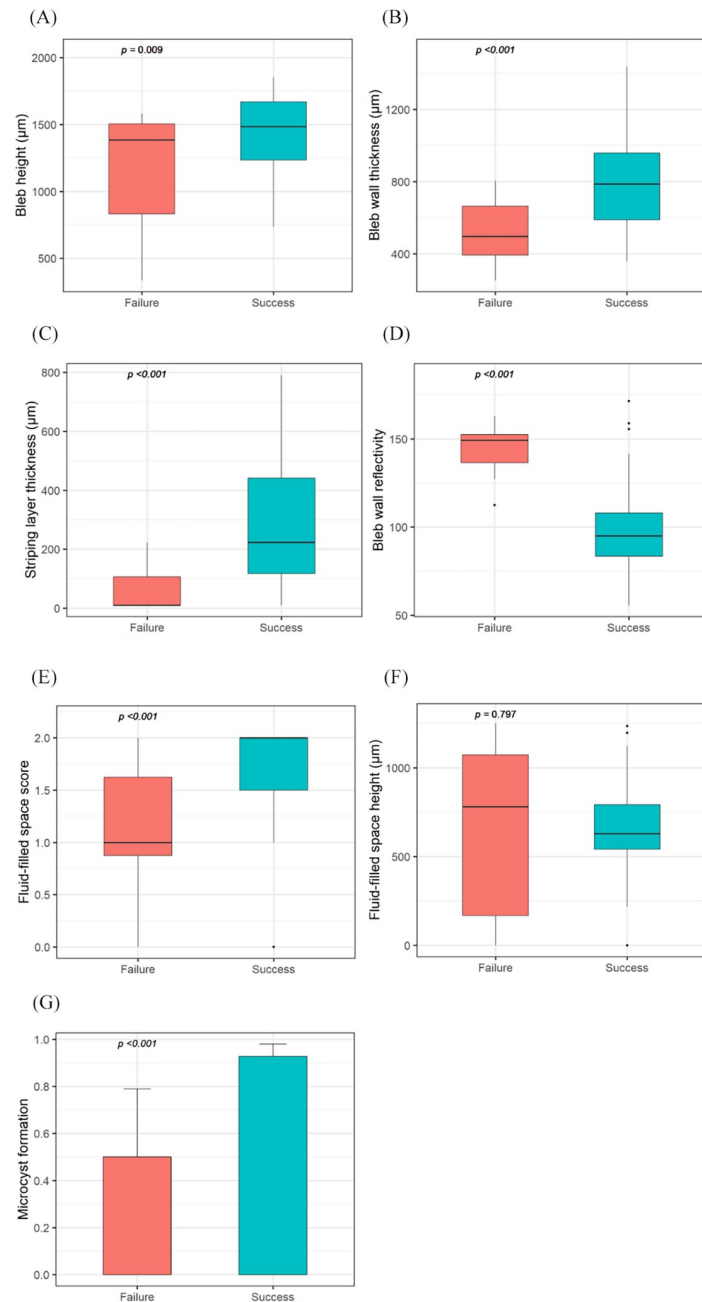 (A)
p = 0.009
Bleb height (μm)
2000
1500
1000
500
Failure Success
(B)
p <0.001
Bleb wall thickness (μm)
1200
800
400
Failure Success
(C)
p <0.001
Striping layer thickness (μm)
800
600
400
200
0
Failure Success
(D)
p <0.001
Bleb wall reflectivity
150
100
50
Failure Success
(E)
p <0.001
Fluid-filled space score
2.0
1.5
1.0
0.5
0.0
Failure Success
(F)
p = 0.797
Fluid-filled space height (μm)
1000
500
0
Failure Success
(G)
p <0.001
Microcyst formation
1.0
0.8
0.6
0.4
0.2
0.0
Failure Success